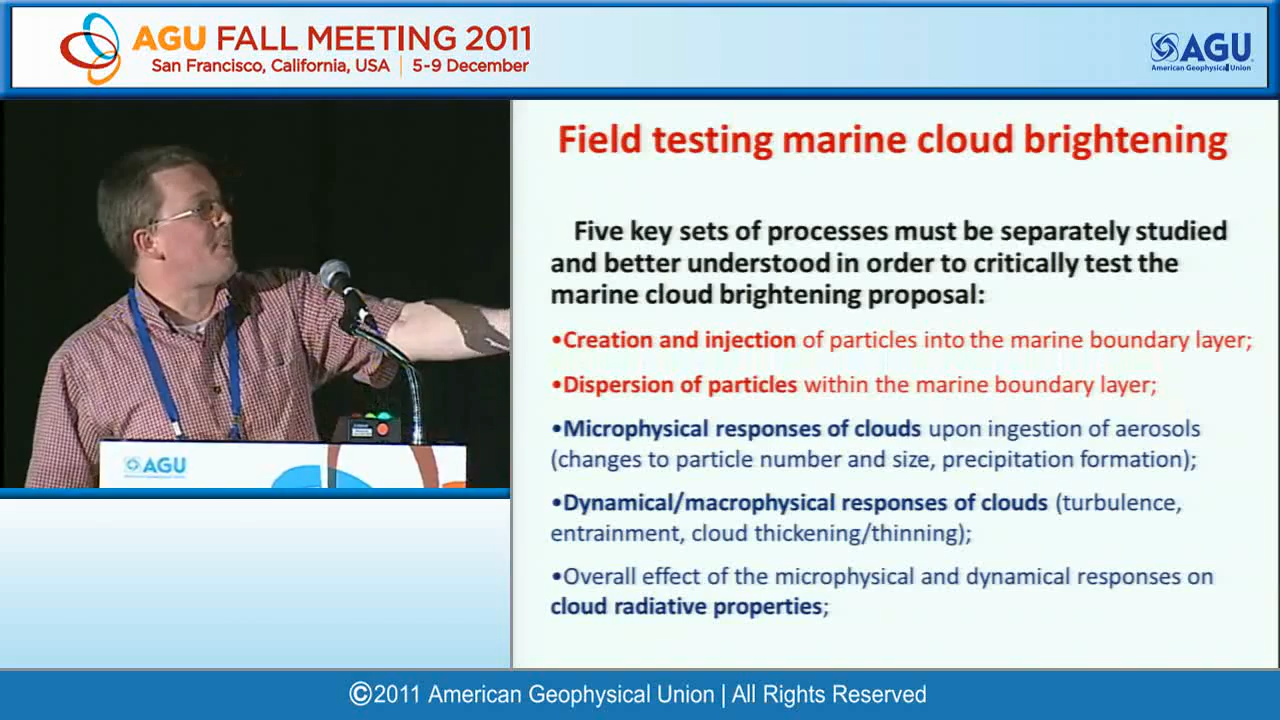 AGU FALL MEETING 2011
San Francisco, California, USA | 5-9 December
AGU
American Geophysical Union
Field testing marine cloud brightening
Five key sets of processes must be separately studied
and better understood in order to critically test the
marine cloud brightening proposal:
•Creation and injection of particles into the marine boundary layer;
•Dispersion of particles within the marine boundary layer;
•Microphysical responses of clouds upon ingestion of aerosols
(changes to particle number and size, precipitation formation);
•Dynamical/macrophysical responses of clouds (turbulence,
entrainment, cloud thickening/thinning);
•Overall effect of the microphysical and dynamical responses on
cloud radiative properties;
AGU
©2011 American Geophysical Union | All Rights Reserved